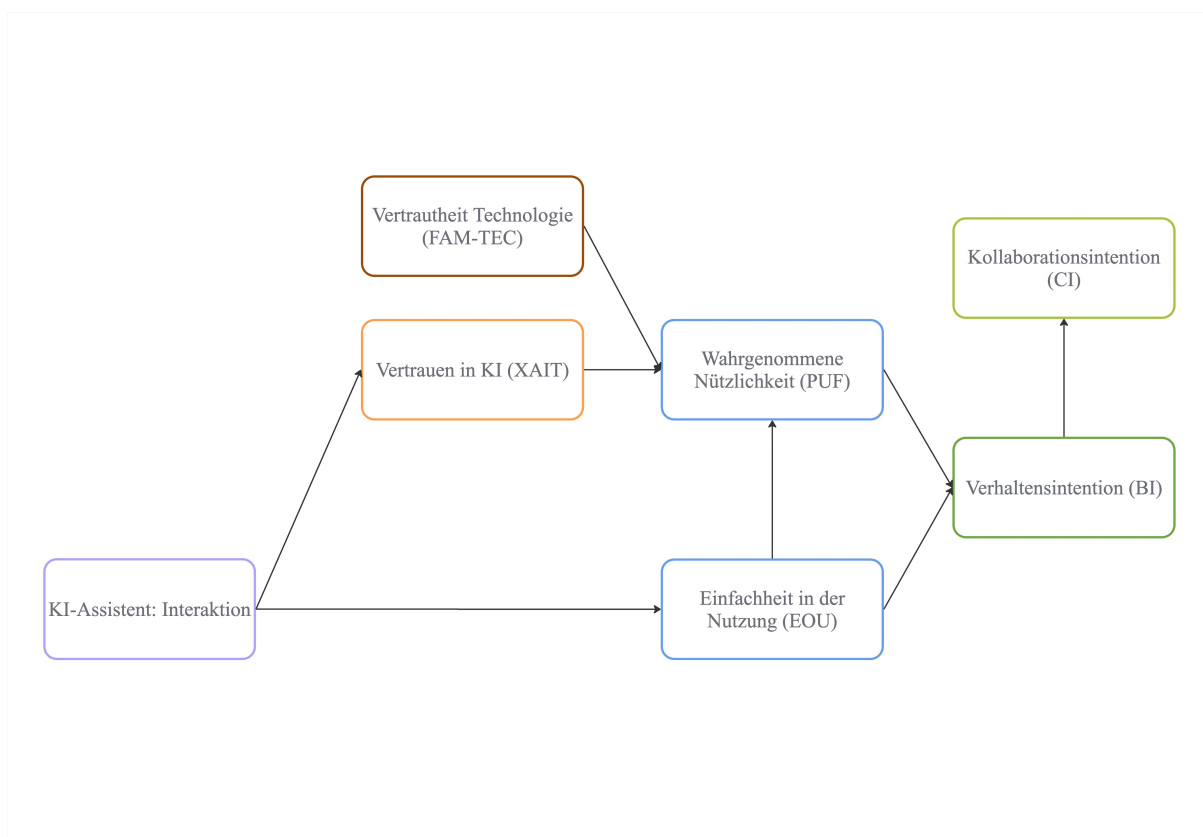 Vertrautheit Technologie
(FAM-TEC)
Kollaborationsintention
(CI)
Vertrauen in KI (XAIT)
Wahrgenommene
Nützlichkeit (PUF)
Verhaltensintention (BI)
KI-Assistent: Interaktion
Einfachheit in der
Nutzung (EOU)